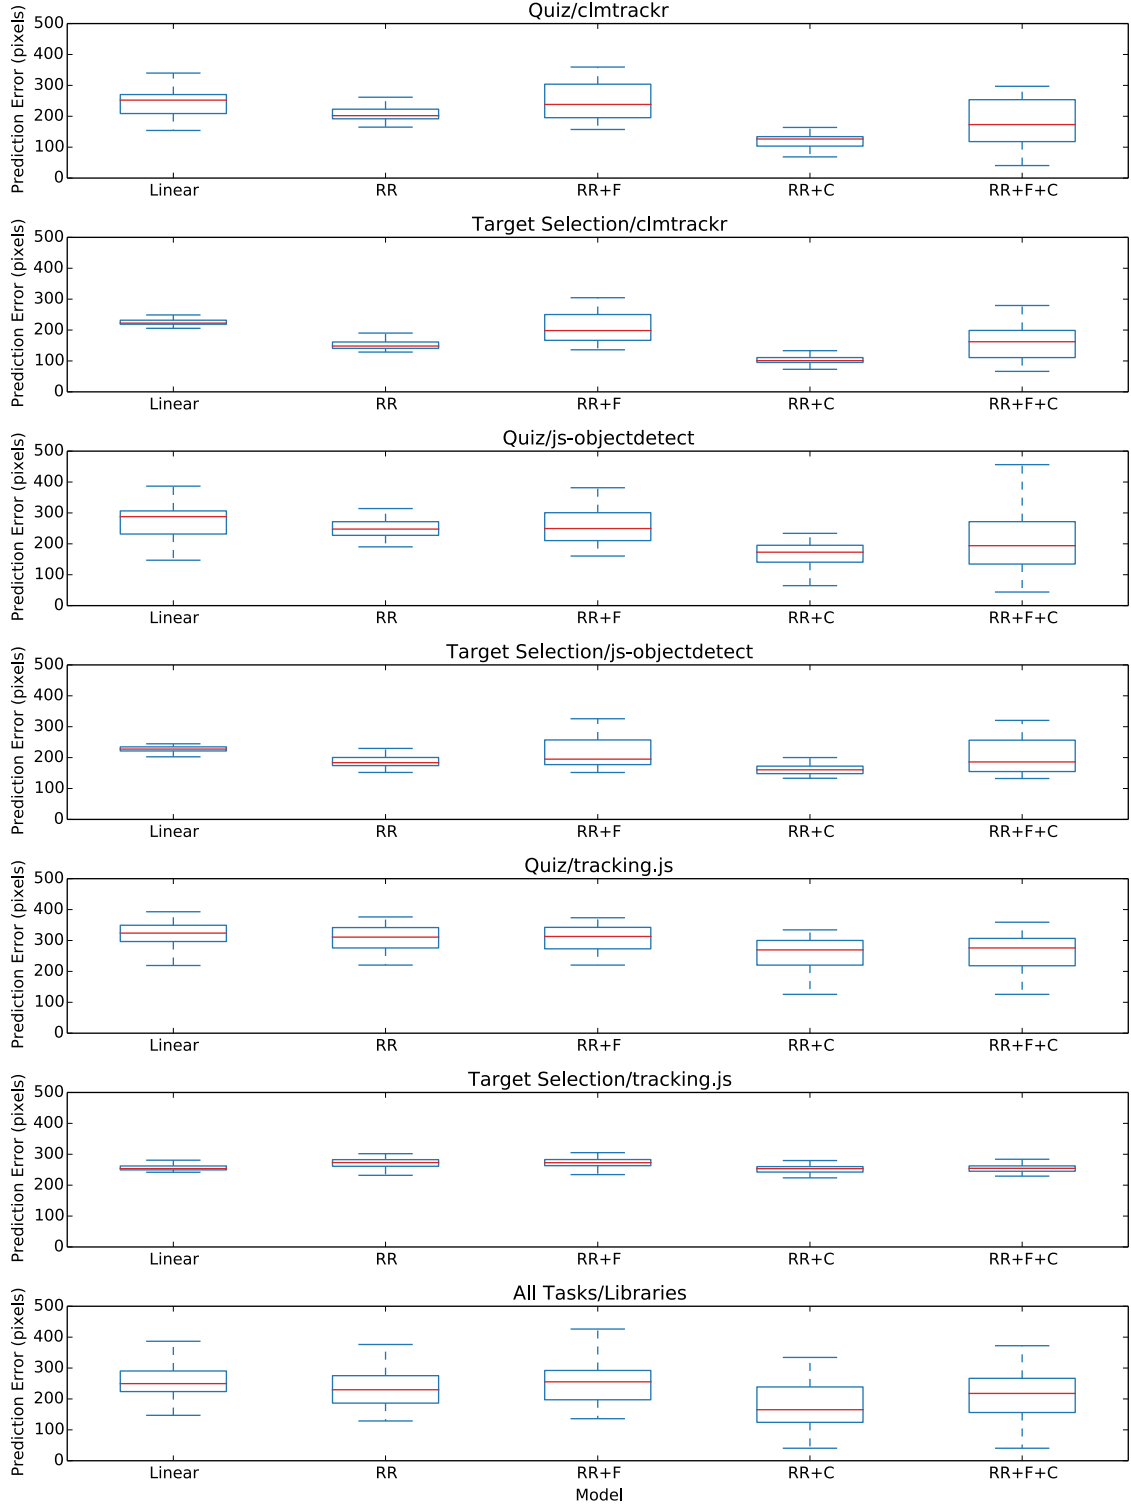 Quiz/clmtrackr
Prediction Error (pixels)
500
400
300
200
100
0
Linear RR RR+F RR+C RR+F+C
Target Selection/clmtrackr
Prediction Error (pixels)
500
400
300
200
100
0
Linear RR RR+F RR+C RR+F+C
Quiz/js-objectdetect
Prediction Error (pixels)
500
400
300
200
100
0
Linear RR RR+F RR+C RR+F+C
Target Selection/js-objectdetect
Prediction Error (pixels)
500
400
300
200
100
0
Linear RR RR+F RR+C RR+F+C
Quiz/tracking.js
Prediction Error (pixels)
500
400
300
200
100
0
Linear RR RR+F RR+C RR+F+C
Target Selection/tracking.js
Prediction Error (pixels)
500
400
300
200
100
0
Linear RR RR+F RR+C RR+F+C
All Tasks/Libraries
Prediction Error (pixels)
500
400
300
200
100
0
Linear RR RR+F RR+C RR+F+C
Model